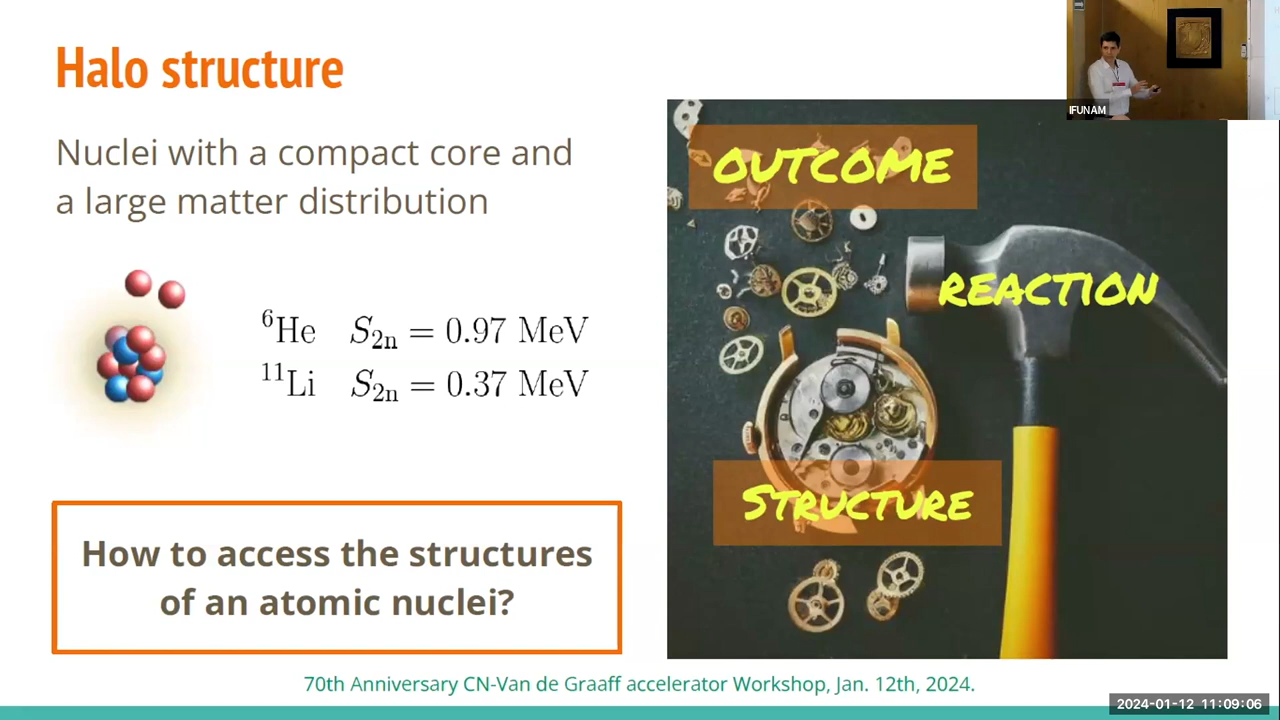 Halo structure
Nuclei with a compact core and
a large matter distribution
⁶He S₂ₙ = 0.97 MeV
¹¹Li S₂ₙ = 0.37 MeV
How to access the structures
of an atomic nuclei?
OUTCOME
REACTION
STRUCTURE
IFUNAM
70th Anniversary CN-Van de Graaff accelerator Workshop, Jan. 12th, 2024.
2024-01-12 11:09:06